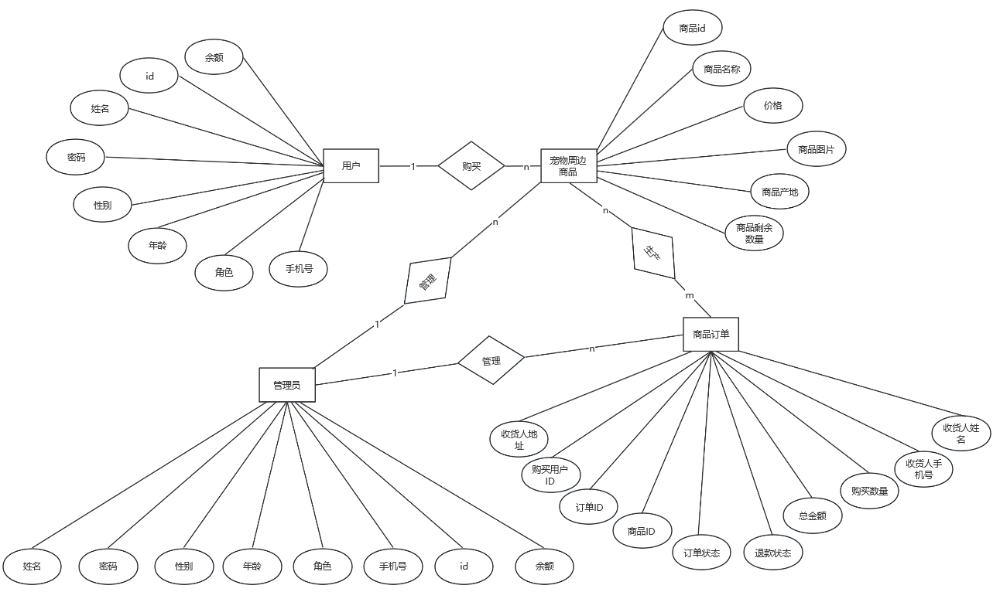 商品id
余额
商品名称
id
价格
姓名
商品图片
密码
用户
1
购买
n
宠物周边
商品
商品产地
性别
n
n
商品剩余
数量
年龄
生产
角色
手机号
管理
m
1
商品订单
管理
n
1
管理员
收货人地
址
收货人姓
名
购买用户
ID
收货人手
机号
购买数量
订单ID
总金额
商品ID
订单状态
退款状态
姓名
密码
性别
年龄
角色
手机号
id
余额